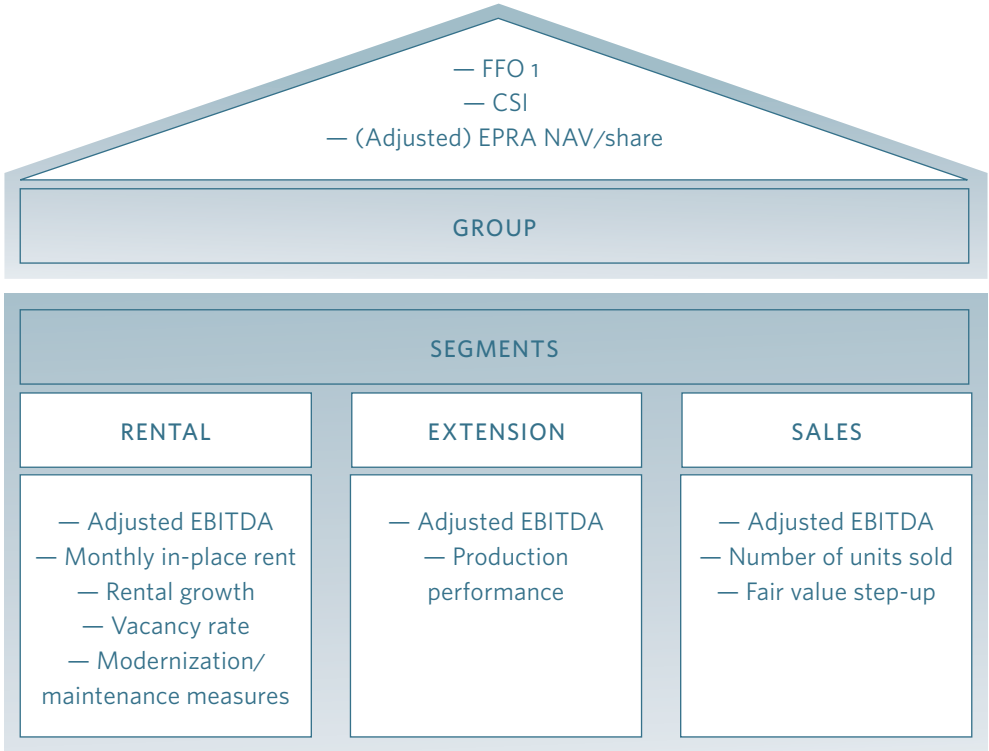 — FFO 1
— CSI
— (Adjusted) EPRA NAV/share
GROUP
SEGMENTS
RENTAL
— Adjusted EBITDA
— Monthly in-place rent
— Rental growth
— Vacancy rate
— Modernization/
maintenance measures
EXTENSION
— Adjusted EBITDA
— Production
performance
SALES
— Adjusted EBITDA
— Number of units sold
— Fair value step-up